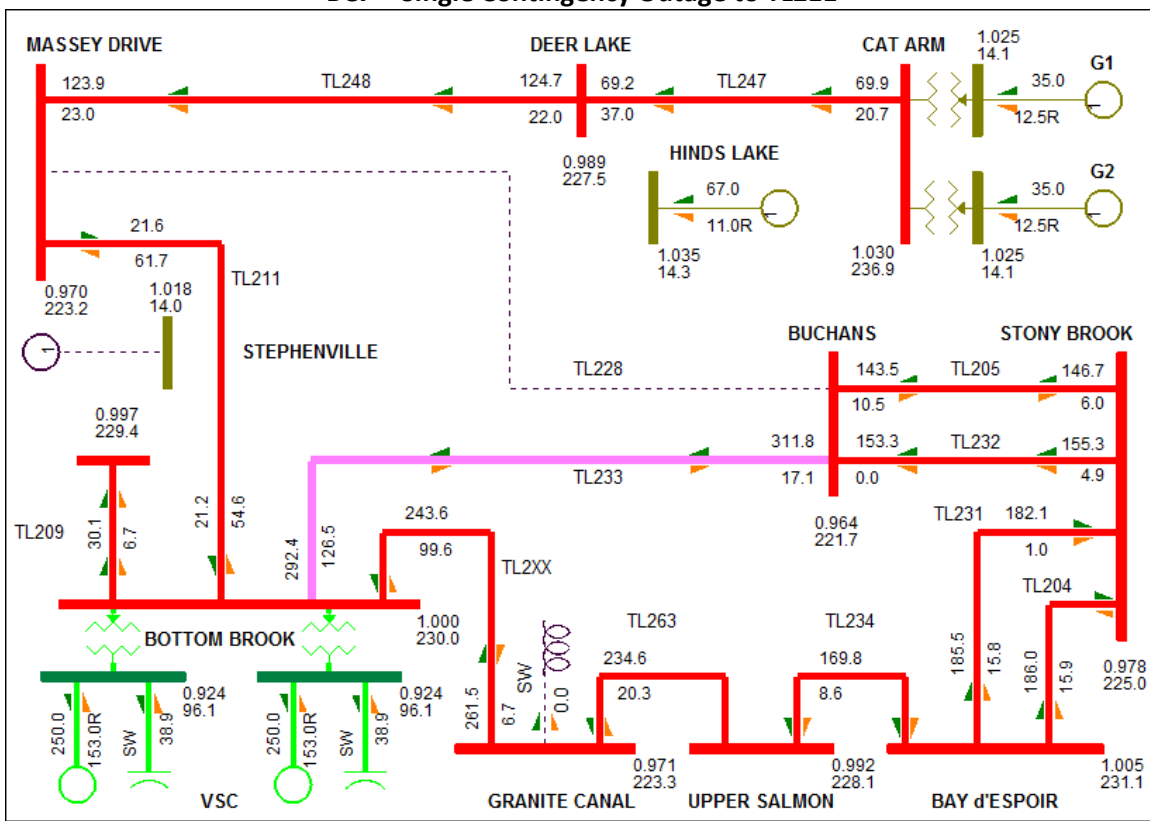 Single Contingency Outage to
MASSEY DRIVE
DEER LAKE
CAT ARM
1.025
14.1
G1
123.9
TL248
124.7
69.2
TL247
69.9
35.0
23.0
22.0
37.0
20.7
12.5R
HINDS LAKE
0.989
227.5
67.0
11.0R
G2
35.0
12.5R
1.035
14.3
1.030
236.9
1.025
14.1
21.6
61.7
TL211
0.970
223.2
1.018
14.0
1
STEPHENVILLE
BUCHANS
STONY BROOK
TL228
143.5
TL205
146.7
10.5
6.0
0.997
229.4
311.8
153.3
TL232
155.3
TL233
17.1
0.0
4.9
TL209
30.1
6.7
21.2
54.6
292.4
126.5
243.6
99.6
TL2XX
0.964
221.7
TL231
182.1
1.0
TL204
BOTTOM BROOK
1.000
230.0
TL263
TL234
234.6
20.3
169.8
8.6
185.5
15.8
186.0
15.9
0.978
225.0
0.924
96.1
0.924
96.1
250.0
153.0R
SW
38.9
250.0
153.0R
SW
38.9
261.5
6.7
SW
0.0
VSC
0.971
223.3
0.992
228.1
1.005
231.1
GRANITE CANAL
UPPER SALMON
BAY d'ESPOIR